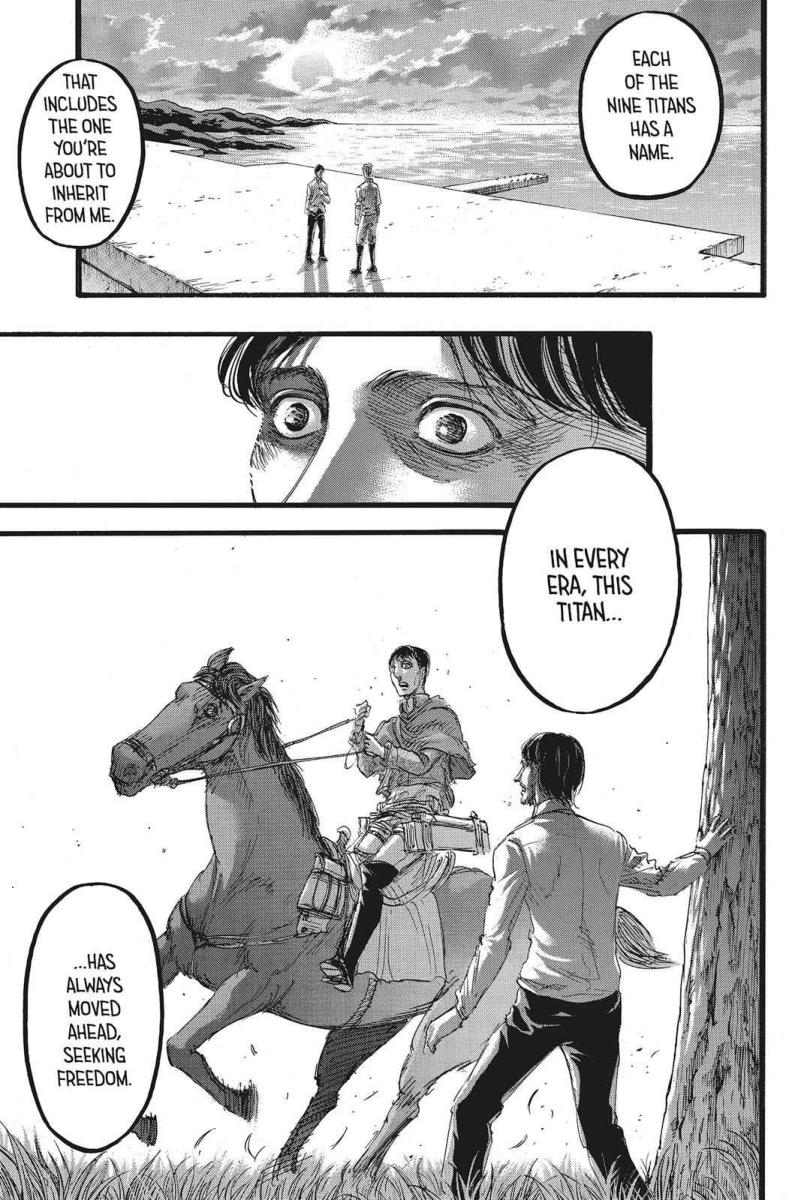 EACH
OF THE
NINE TITANS
HAS A
NAME.
THAT
INCLUDES
THE ONE
YOU'RE
ABOUT TO
INHERIT
FROM ME.
IN EVERY
ERA, THIS
TITAN...
...HAS
ALWAYS
MOVED
AHEAD,
SEEKING
FREEDOM.